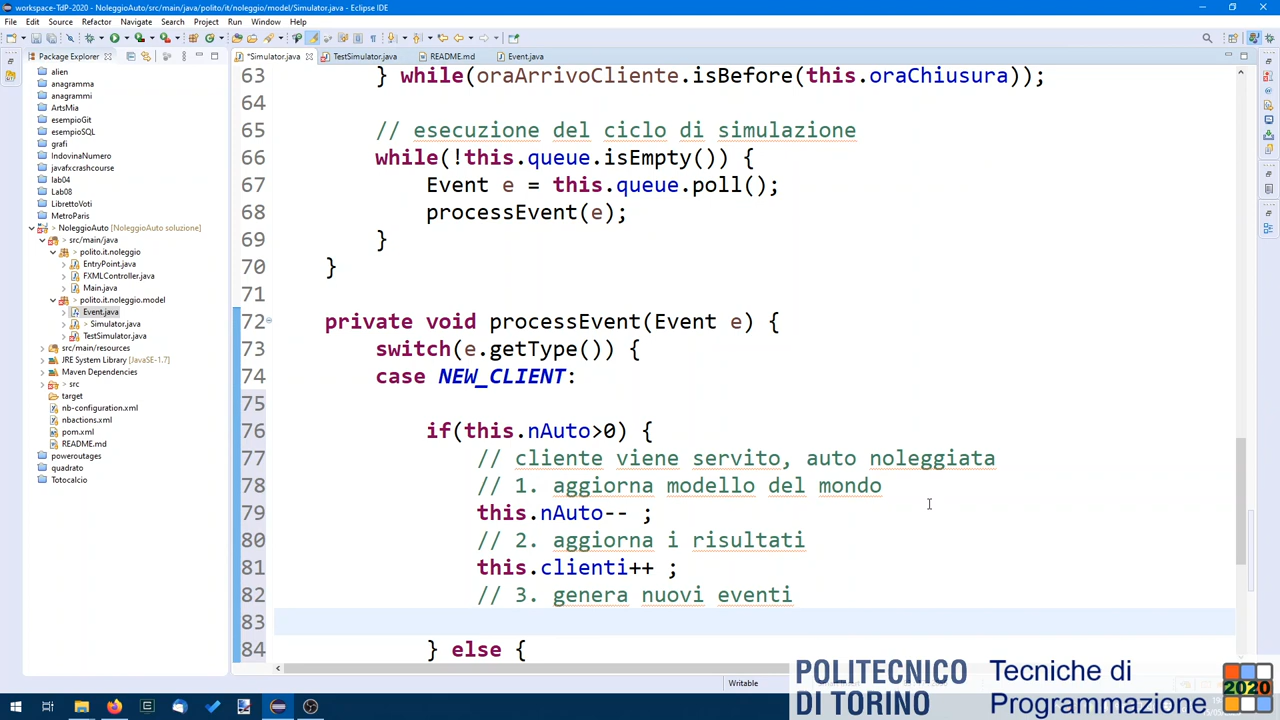 workspace-TdP-2020 - NoleggioAuto/src/main/java/polito/it/noleggio/model/Simulator.java - Eclipse IDE
File Edit Source Refactor Navigate Search Project Run Window Help
Package Explorer
*Simulator.java
TestSimulator.java
README.md
Event.java
alien
anagramma
anagrammi
ArtsMia
esempioGit
esempioSQL
grafi
IndovinaNumero
javafxcrashcourse
lab04
Lab08
LibrettoVoti
MetroParis
NoleggioAuto [NoleggioAuto soluzione]
> src/main/java
> polito.it.noleggio
EntryPoint.java
FXMLController.java
Main.java
> polito.it.noleggio.model
Event.java
> Simulator.java
TestSimulator.java
src/main/resources
JRE System Library [JavaSE-1.7]
Maven Dependencies
> src
target
nb-configuration.xml
nbactions.xml
pom.xml
README.md
poweroutages
quadrato
Totocalcio
63 } while(oraArrivoCliente.isBefore(this.oraChiusura));
64
65 // esecuzione del ciclo di simulazione
66 while(!this.queue.isEmpty()) {
67 Event e = this.queue.poll();
68 processEvent(e);
69 }
70 }
71
72 private void processEvent(Event e) {
73 switch(e.getType()) {
74 case NEW_CLIENT:
75
76 if(this.nAuto>0) {
77 // cliente viene servito, auto noleggiata
78 // 1. aggiorna modello del mondo
79 this.nAuto-- ;
80 // 2. aggiorna i risultati
81 this.clienti++ ;
82 // 3. genera nuovi eventi
83
84 } else {
Writable
POLITECNICO
DI TORINO
Tecniche di
Programmazione
2020